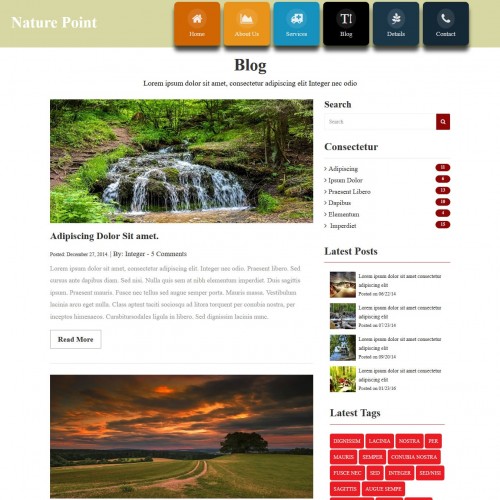 Nature Point
Home
About Us
Services
Blog
Details
Contact
Blog
Lorem ipsum dolor sit amet, consectetur adipiscing elit Integer nec odio
Adipiscing Dolor Sit amet.
Posted: December 27, 2014 | By: Integer - 5 Comments
Lorem ipsum dolor sit amet, consectetur adipiscing elit. Integer nec odio. Praesent libero. Sed
cursus ante dapibus diam. Sed nisi. Nulla quis sem at nibh elementum imperdiet. Duis sagittis
ipsum. Praesent mauris. Fusce nec tellus sed augue semper porta. Mauris massa. Vestibulum
lacinia arcu eget nulla. Class aptent taciti sociosqu ad litora torquent per conubia nostra, per
inceptos himenaeos. Curabitursodales ligula in libero. Sed dignissim lacinia nunc.
Read More
Search
Search
Consectetur
Adipiscing 11
Ipsum Dolor 6
Praesent Libero 13
Dapibus 18
Elementum 4
Imperdiet 15
Latest Posts
Lorem ipsum dolor sit amet consectetur
adipiscing elit
Posted on 06/22/14
Lorem ipsum dolor sit amet consectetur
adipiscing elit
Posted on 07/23/14
Lorem ipsum dolor sit amet consectetur
adipiscing elit
Posted on 09/20/14
Lorem ipsum dolor sit amet consectetur
adipiscing elit
Posted on 01/23/16
Latest Tags
DIGNISSIM LACINIA NOSTRA PER
MAURIS SEMPER CONUBIA NOSTRA
FUSCE NEC SED INTEGER SED/NISI
SAGITTIS AUGUE SEMPE